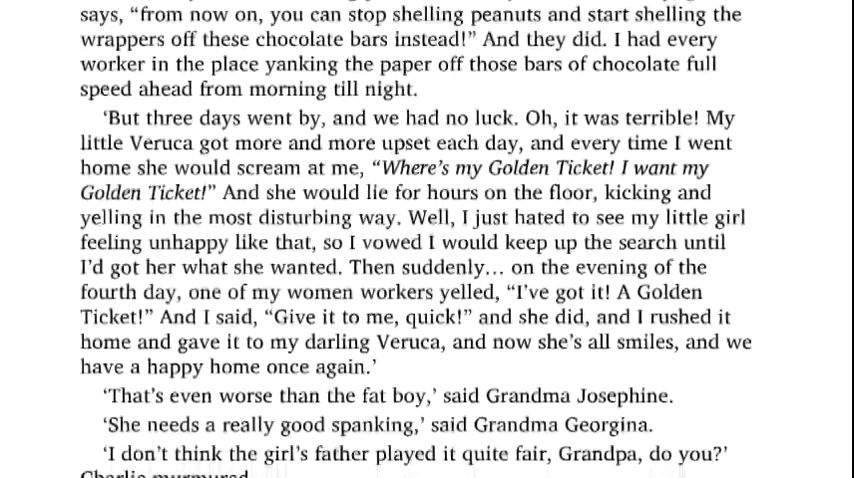 says, “from now on, you can stop shelling peanuts and start shelling the
wrappers off these chocolate bars instead!” And they did. I had every
worker in the place yanking the paper off those bars of chocolate full
speed ahead from morning till night.
‘But three days went by, and we had no luck. Oh, it was terrible! My
little Veruca got more and more upset each day, and every time I went
home she would scream at me, “Where’s my Golden Ticket! I want my
Golden Ticket!” And she would lie for hours on the floor, kicking and
yelling in the most disturbing way. Well, I just hated to see my little girl
feeling unhappy like that, so I vowed I would keep up the search until
I’d got her what she wanted. Then suddenly… on the evening of the
fourth day, one of my women workers yelled, “I’ve got it! A Golden
Ticket!” And I said, “Give it to me, quick!” and she did, and I rushed it
home and gave it to my darling Veruca, and now she’s all smiles, and we
have a happy home once again.’
‘That’s even worse than the fat boy,’ said Grandma Josephine.
‘She needs a really good spanking,’ said Grandma Georgina.
‘I don’t think the girl’s father played it quite fair, Grandpa, do you?’
Charlie murmured